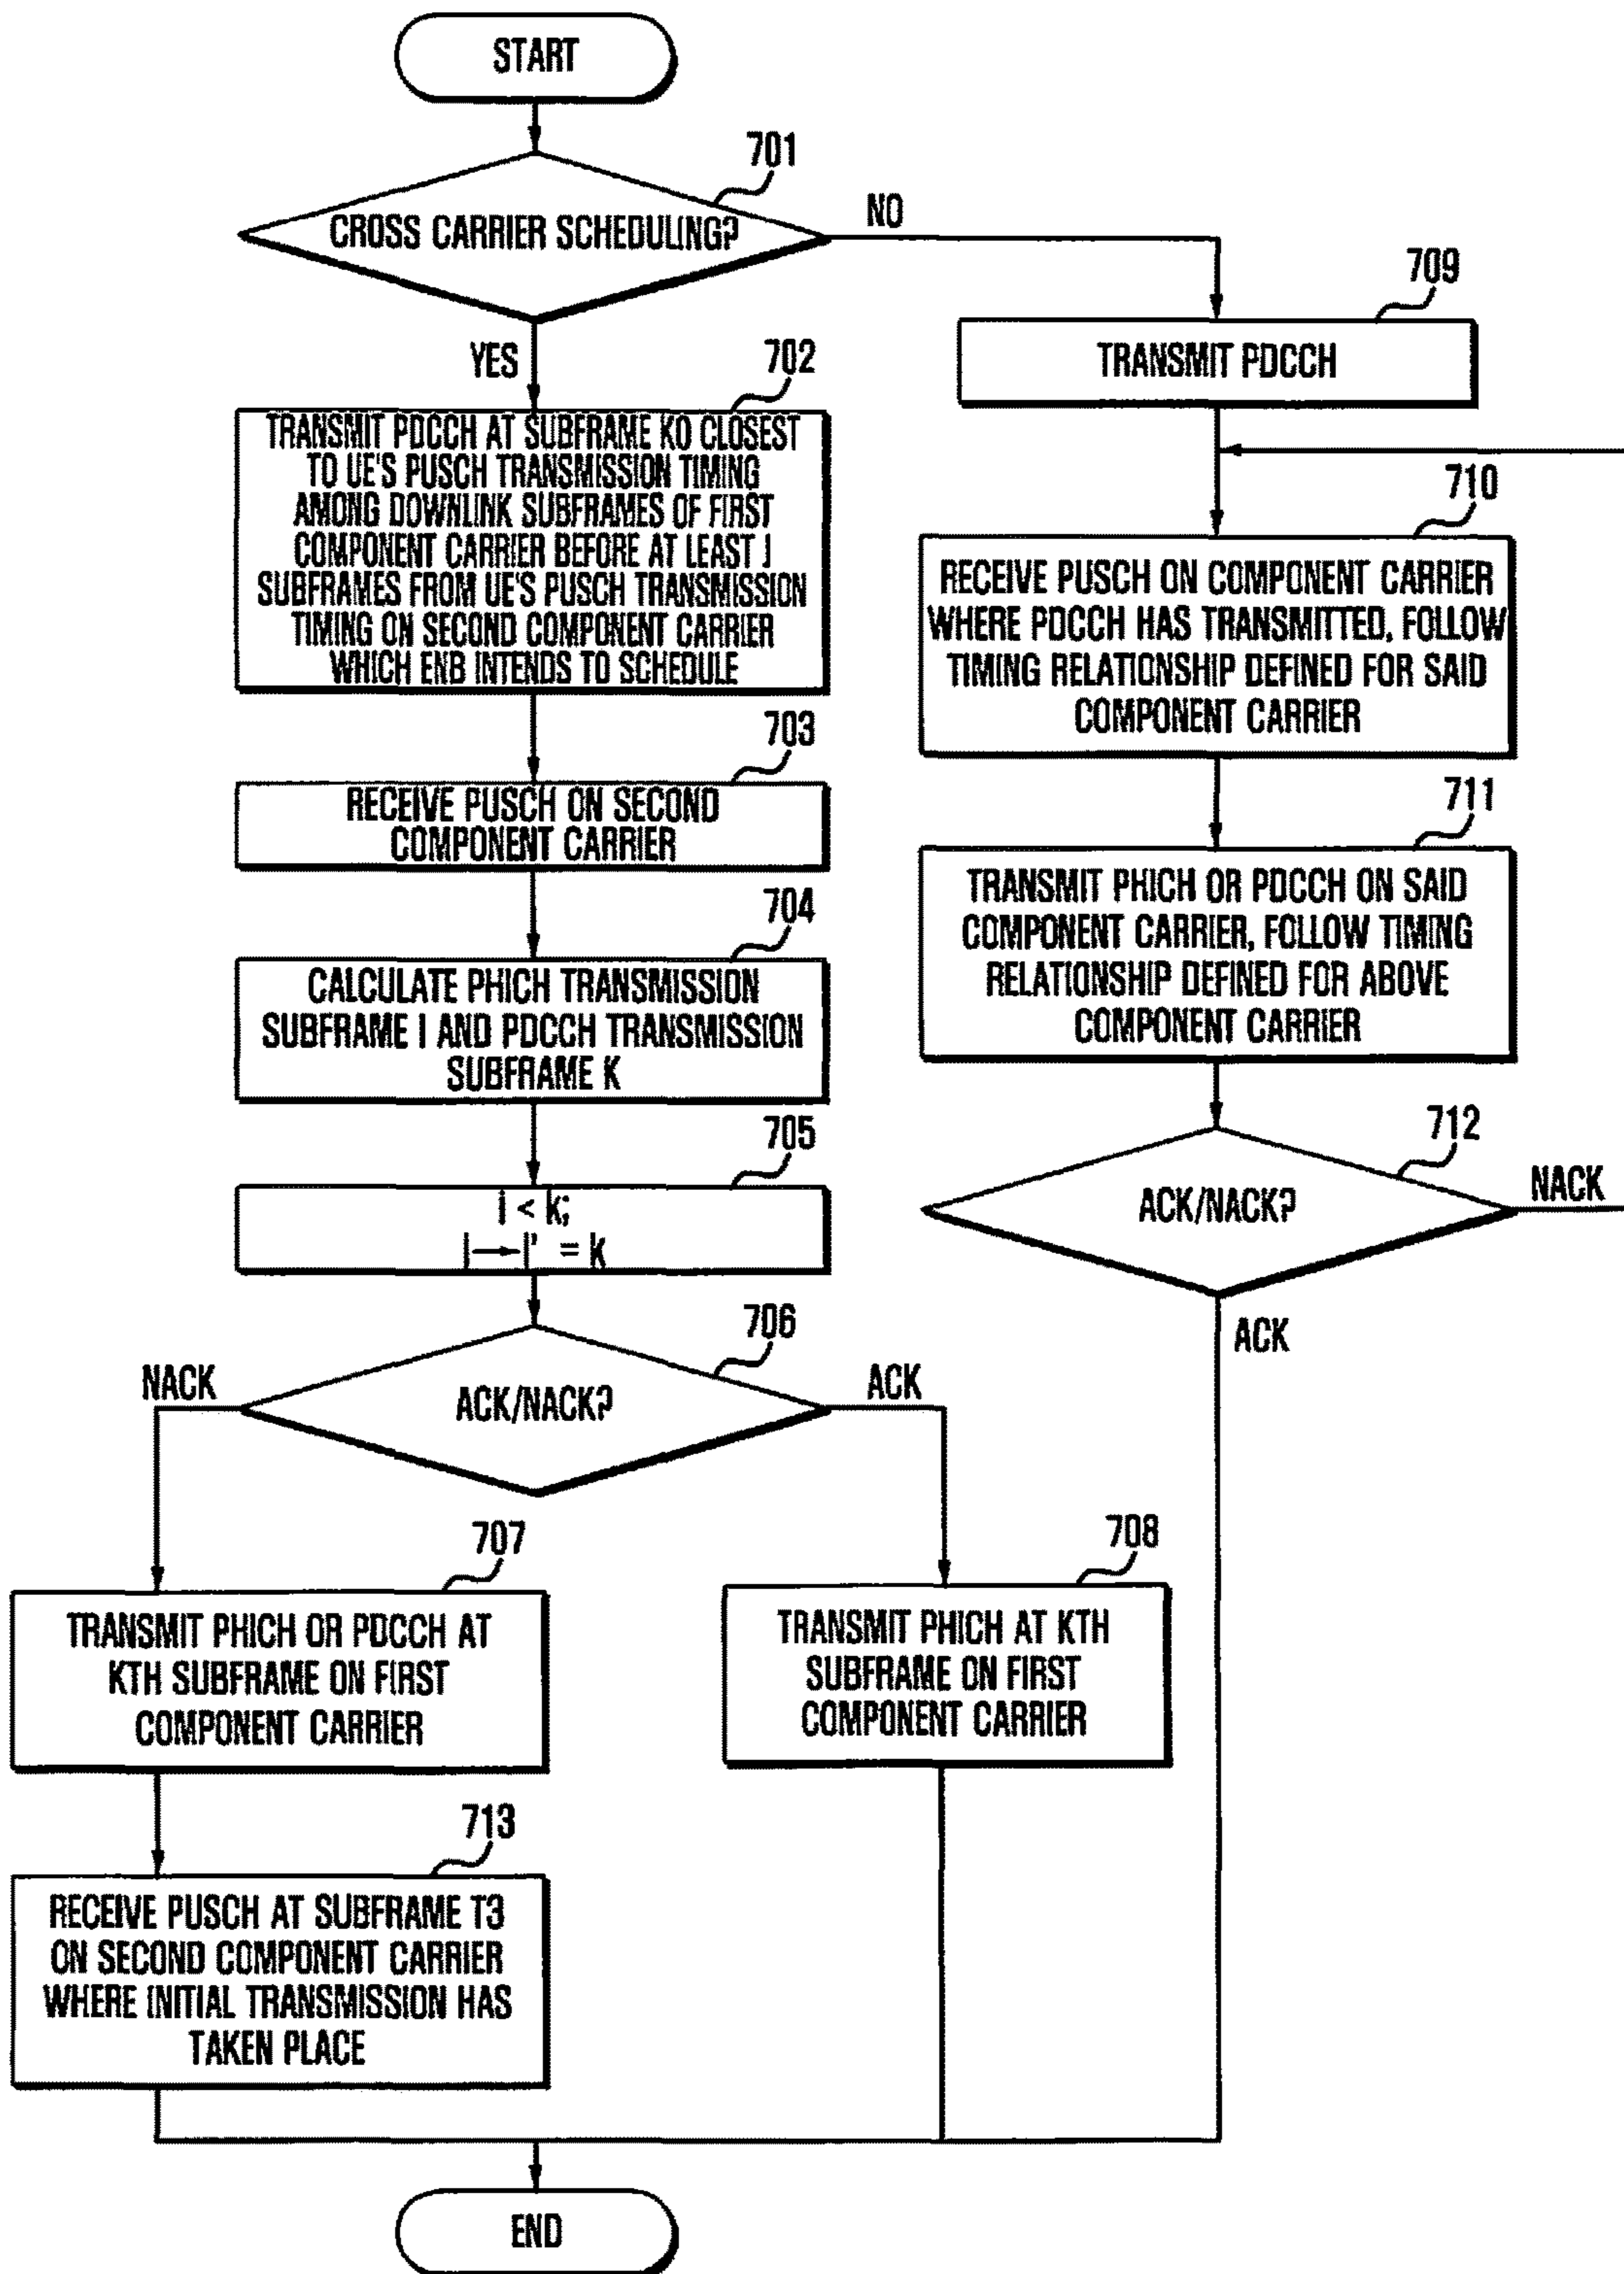 START
701
CROSS CARRIER SCHEDULING?
NO
YES
702
TRANSMIT PDCCH AT SUBFRAME K0 CLOSEST
TO UE'S PUSCH TRANSMISSION TIMING
AMONG DOWNLINK SUBFRAMES OF FIRST
COMPONENT CARRIER BEFORE AT LEAST J
SUBFRAMES FROM UE'S PUSCH TRANSMISSION
TIMING ON SECOND COMPONENT CARRIER
WHICH ENB INTENDS TO SCHEDULE
703
RECEIVE PUSCH ON SECOND
COMPONENT CARRIER
704
CALCULATE PHICH TRANSMISSION
SUBFRAME I AND PDCCH TRANSMISSION
SUBFRAME K
705
i < k;
I→I' = k
706
ACK/NACK?
NACK
ACK
707
TRANSMIT PHICH OR PDCCH AT
KTH SUBFRAME ON FIRST
COMPONENT CARRIER
708
TRANSMIT PHICH AT KTH
SUBFRAME ON FIRST
COMPONENT CARRIER
713
RECEIVE PUSCH AT SUBFRAME T3
ON SECOND COMPONENT CARRIER
WHERE INITIAL TRANSMISSION HAS
TAKEN PLACE
709
TRANSMIT PDCCH
710
RECEIVE PUSCH ON COMPONENT CARRIER
WHERE PDCCH HAS TRANSMITTED, FOLLOW
TIMING RELATIONSHIP DEFINED FOR SAID
COMPONENT CARRIER
711
TRANSMIT PHICH OR PDCCH ON SAID
COMPONENT CARRIER, FOLLOW TIMING
RELATIONSHIP DEFINED FOR ABOVE
COMPONENT CARRIER
712
ACK/NACK?
NACK
ACK
END